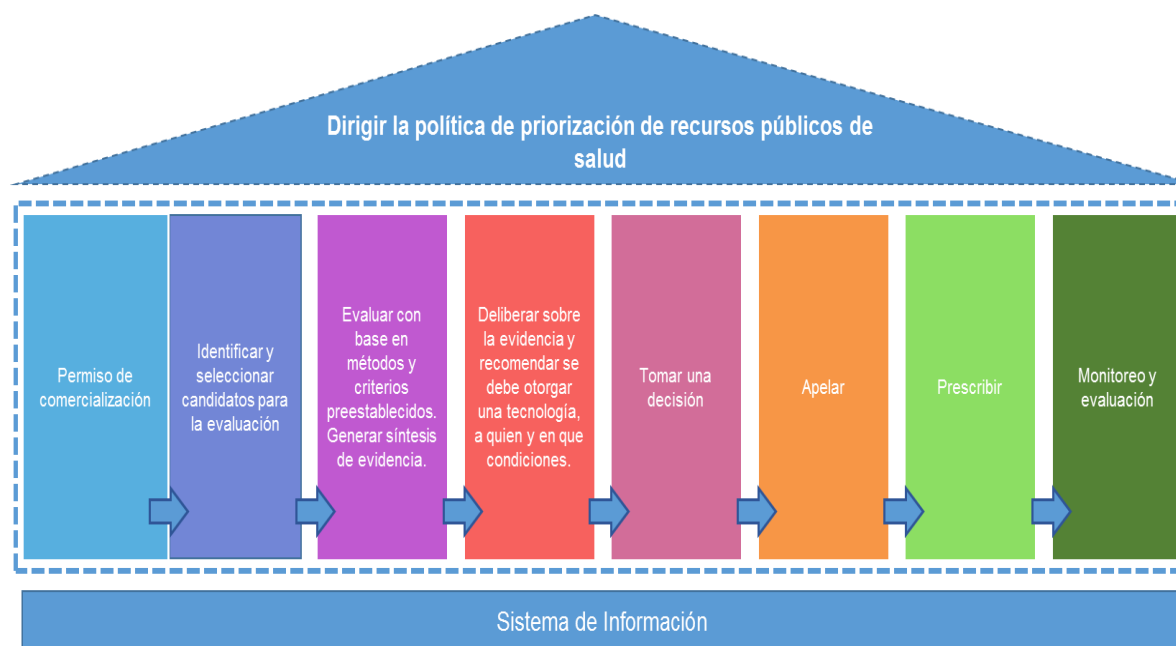 Dirigir la política de priorización de recursos públicos de
salud
Permiso de
comercialización
Identificar y
seleccionar
candidatos para
la evaluación
Evaluar con
base en
métodos y
criterios
preestablecidos.
Generar síntesis
de evidencia.
Deliberar sobre
la evidencia y
recomendar se
debe otorgar
una tecnología,
a quien y en que
condiciones.
Tomar una
decisión
Apelar
Prescribir
Monitoreo y
evaluación
Sistema de Información